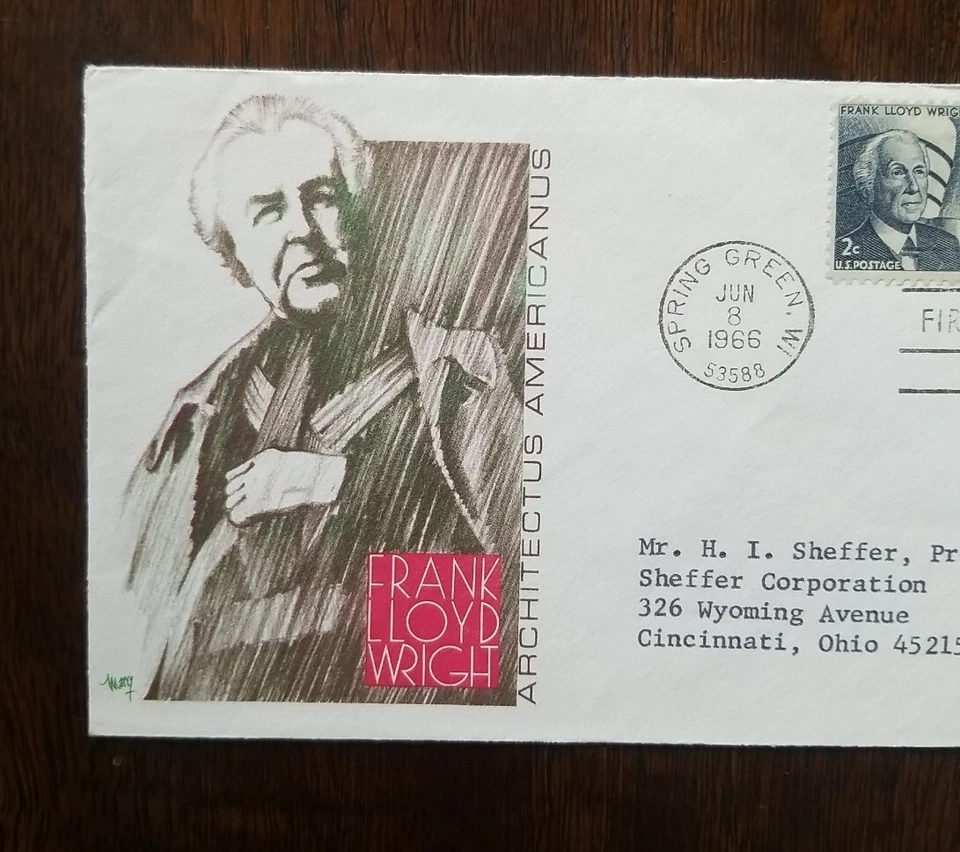 FRANK LLOYD WRIG
2c
U.S.POSTAGE
SPRING GREEN, WI
JUN
8
1966
53588
FIR
ARCHITECTUS AMERICANUS
FRANK
LLOYD
WRIGHT
Mr. H. I. Sheffer, Pr
Sheffer Corporation
326 Wyoming Avenue
Cincinnati, Ohio 45215